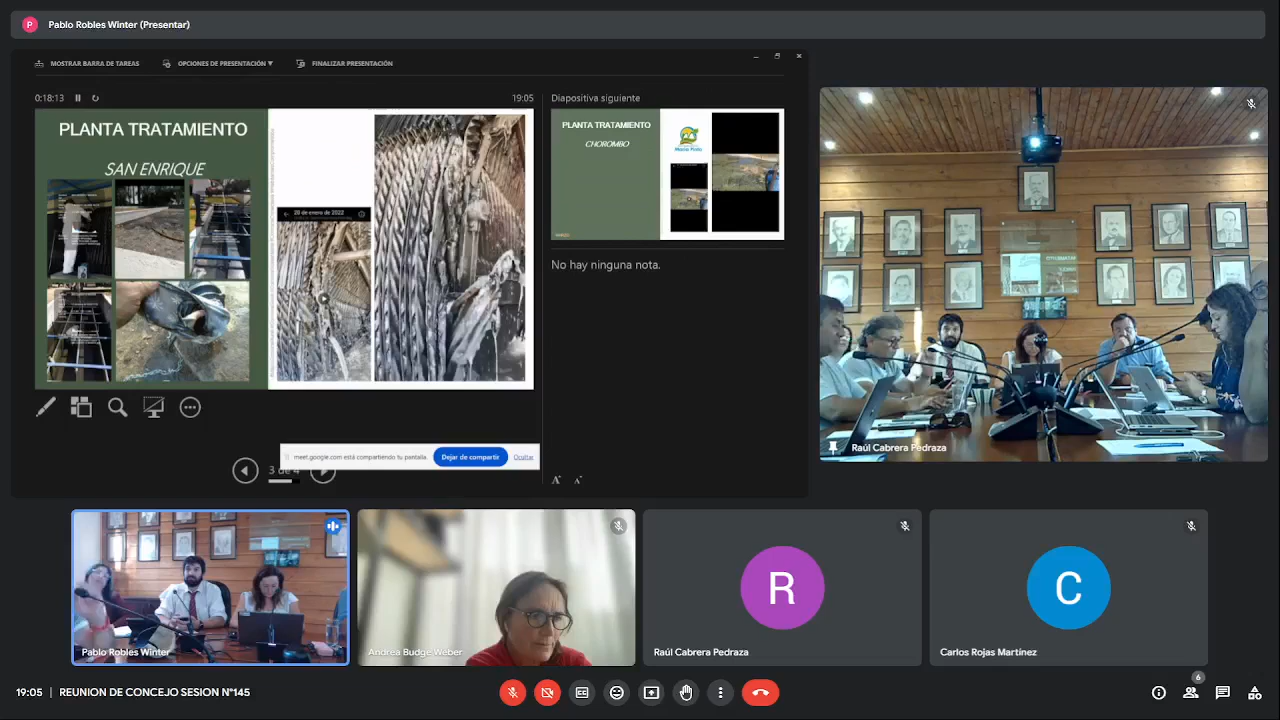 P
Pablo Robles Winter (Presentar)
MOSTRAR BARRA DE TAREAS
OPCIONES DE PRESENTACIÓN ▼
FINALIZAR PRESENTACIÓN
0:18:13
19:05
Diapositiva siguiente
PLANTA TRATAMIENTO
SAN ENRIQUE
28 de enero de 2022
PLANTA TRATAMIENTO
CHOROMBO
María Pinto
No hay ninguna nota.
meet.google.com está compartiendo tu pantalla.
Dejar de compartir
Ocultar
3 de 4
A
A
Raúl Cabrera Pedraza
Pablo Robles Winter
Andrea Budge Weber
R
Raúl Cabrera Pedraza
C
Carlos Rojas Martínez
19:05 | REUNION DE CONCEJO SESION N°145
6